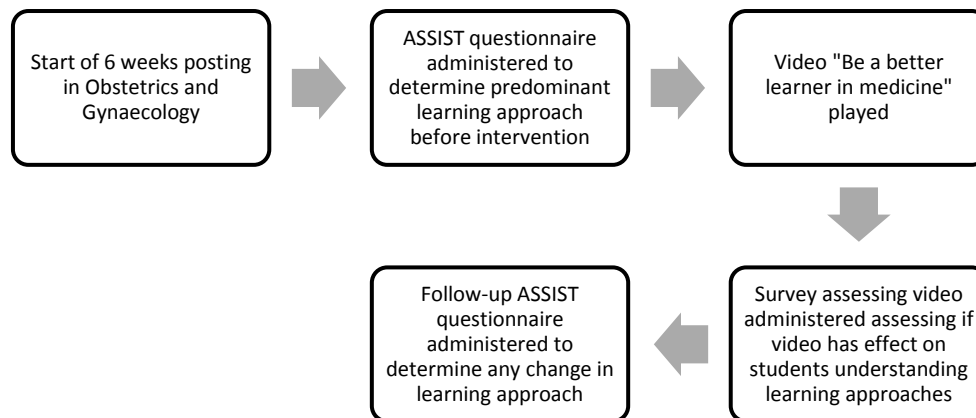 Start of 6 weeks posting
in Obstetrics and
Gynaecology
ASSIST questionnaire
administered to
determine predominant
learning approach
before intervention
Video "Be a better
learner in medicine"
played
Survey assessing video
administered assessing if
video has effect on
students understanding
learning approaches
Follow-up ASSIST
questionnaire
administered to
determine any change in
learning approach